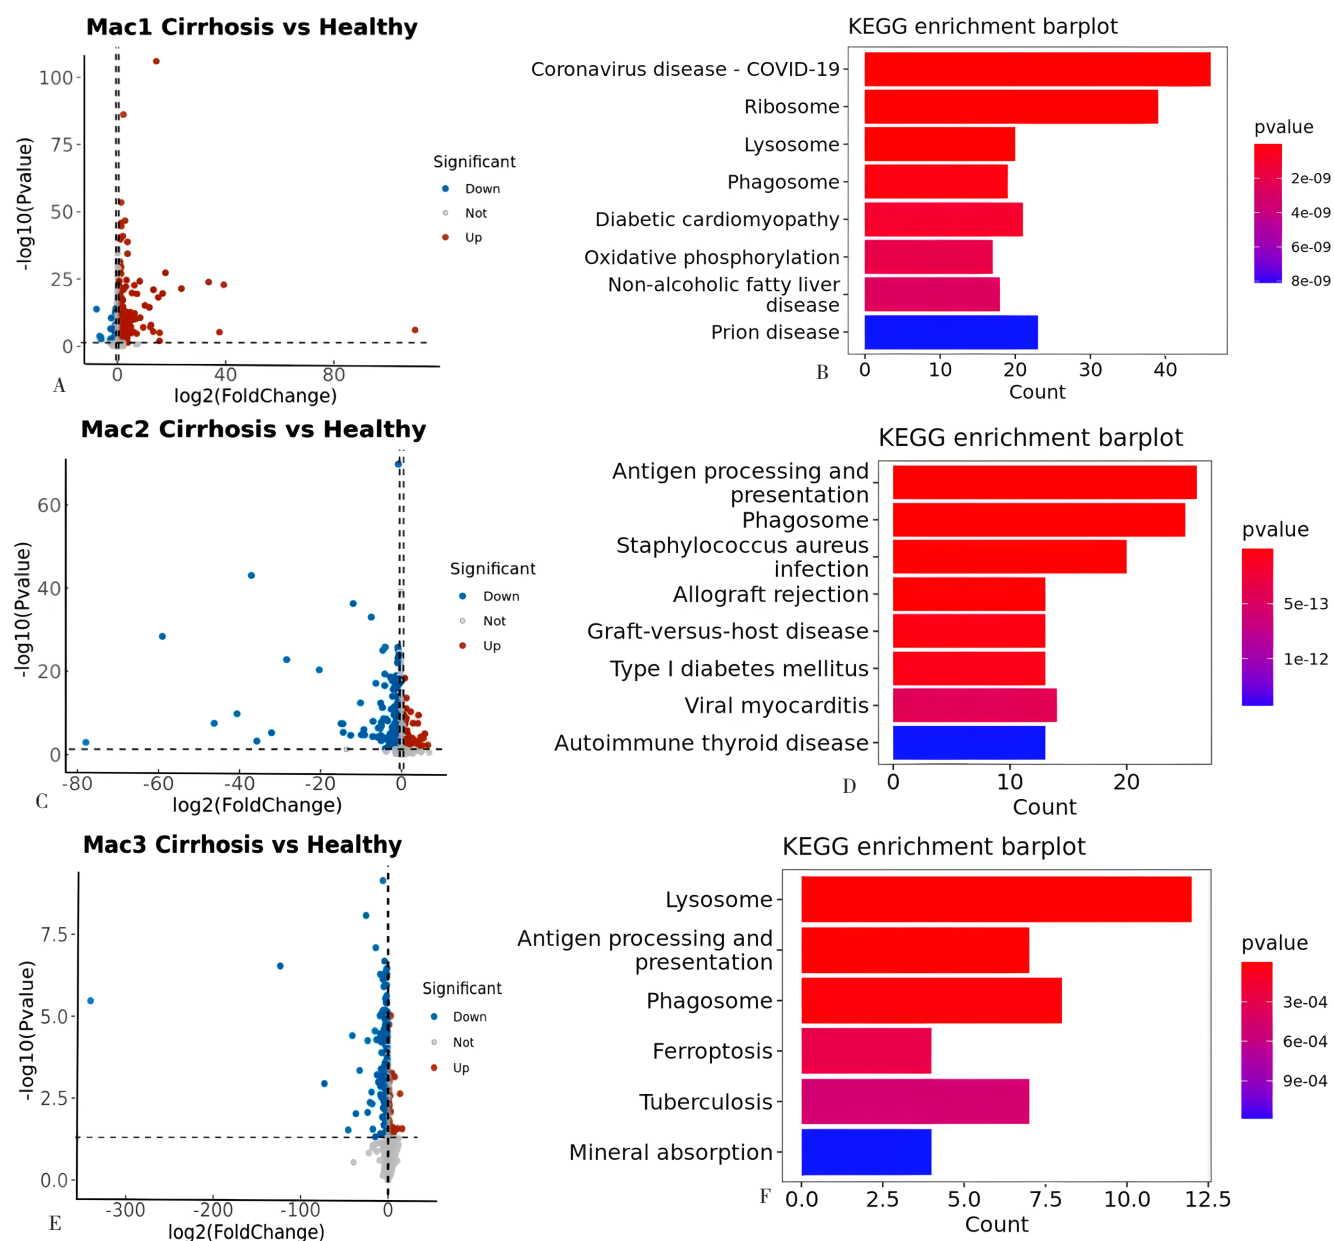 Mac1 Cirrhosis vs Healthy
100
75
50
25
0
-log10(Pvalue)
0 40 80
log2(FoldChange)
Significant
Down
Not
Up
A
KEGG enrichment barplot
Coronavirus disease - COVID-19
Ribosome
Lysosome
Phagosome
Diabetic cardiomyopathy
Oxidative phosphorylation
Non-alcoholic fatty liver
disease
Prion disease
0 10 20 30 40
Count
pvalue
2e-09
4e-09
6e-09
8e-09
B
Mac2 Cirrhosis vs Healthy
60
40
20
0
-log10(Pvalue)
-80 -60 -40 -20 0
log2(FoldChange)
Significant
Down
Not
Up
C
KEGG enrichment barplot
Antigen processing and
presentation
Phagosome
Staphylococcus aureus
infection
Allograft rejection
Graft-versus-host disease
Type I diabetes mellitus
Viral myocarditis
Autoimmune thyroid disease
0 10 20
Count
pvalue
5e-13
1e-12
D
Mac3 Cirrhosis vs Healthy
7.5
5.0
2.5
0.0
-log10(Pvalue)
-300 -200 -100 0
log2(FoldChange)
Significant
Down
Not
Up
E
KEGG enrichment barplot
Lysosome
Antigen processing and
presentation
Phagosome
Ferroptosis
Tuberculosis
Mineral absorption
0.0 2.5 5.0 7.5 10.0 12.5
Count
pvalue
3e-04
6e-04
9e-04
F